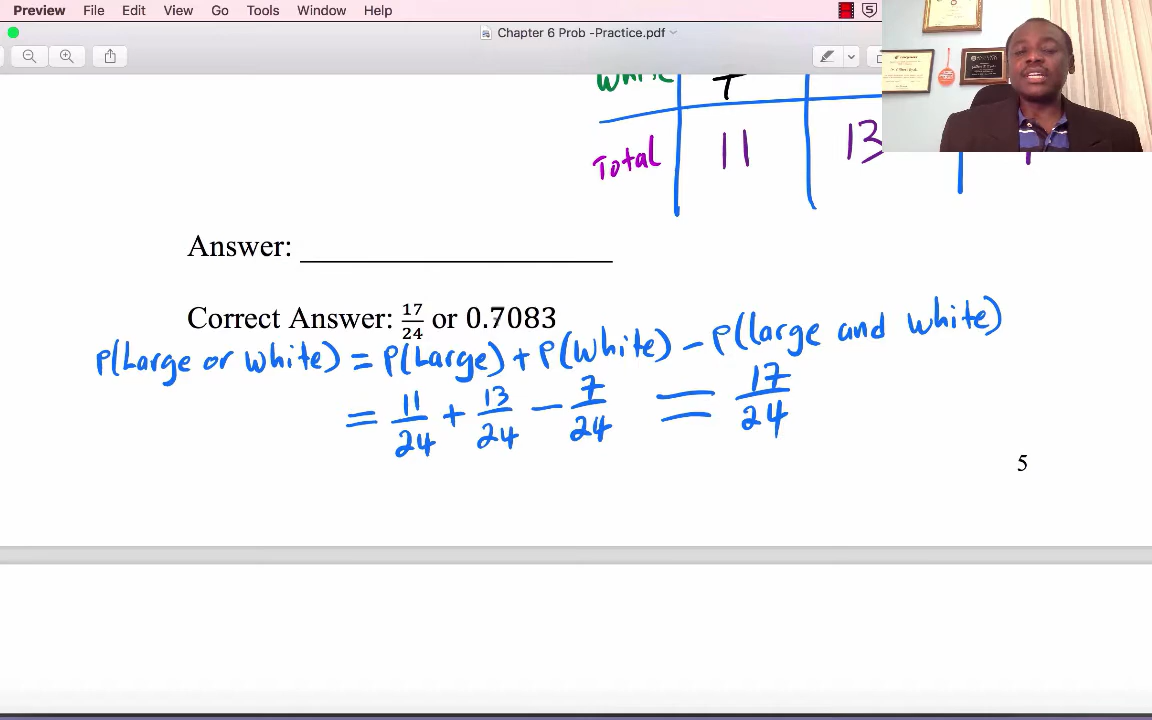 Preview File Edit View Go Tools Window Help 5
Chapter 6 Prob -Practice.pdf
White 7
Total 11 13
Answer: ____________________
Correct Answer: 17/24 or 0.7083
P(Large or white) = P(Large) + P(White) - P(large and white)
= 11/24 + 13/24 - 7/24 = 17/24
5